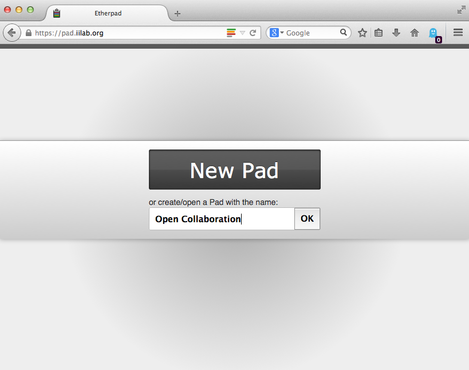 Etherpad
https://pad.iilab.org
Google
0
New Pad
or create/open a Pad with the name:
Open Collaboration
OK